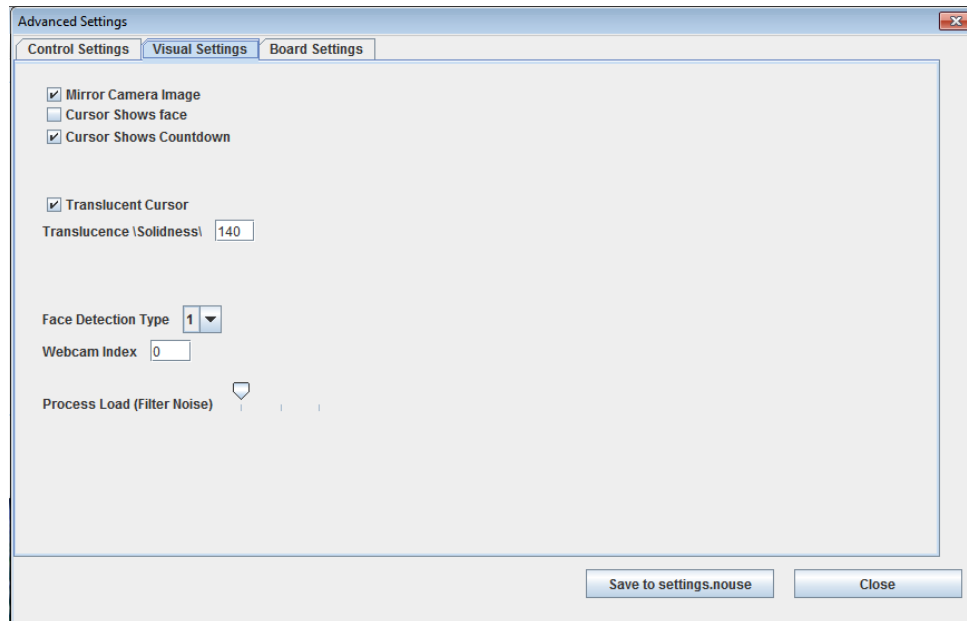 Advanced Settings
Control Settings Visual Settings Board Settings
Mirror Camera Image
Cursor Shows face
Cursor Shows Countdown
Translucent Cursor
Translucence \Solidness\ 140
Face Detection Type 1
Webcam Index 0
Process Load (Filter Noise)
Save to settings.nouse Close